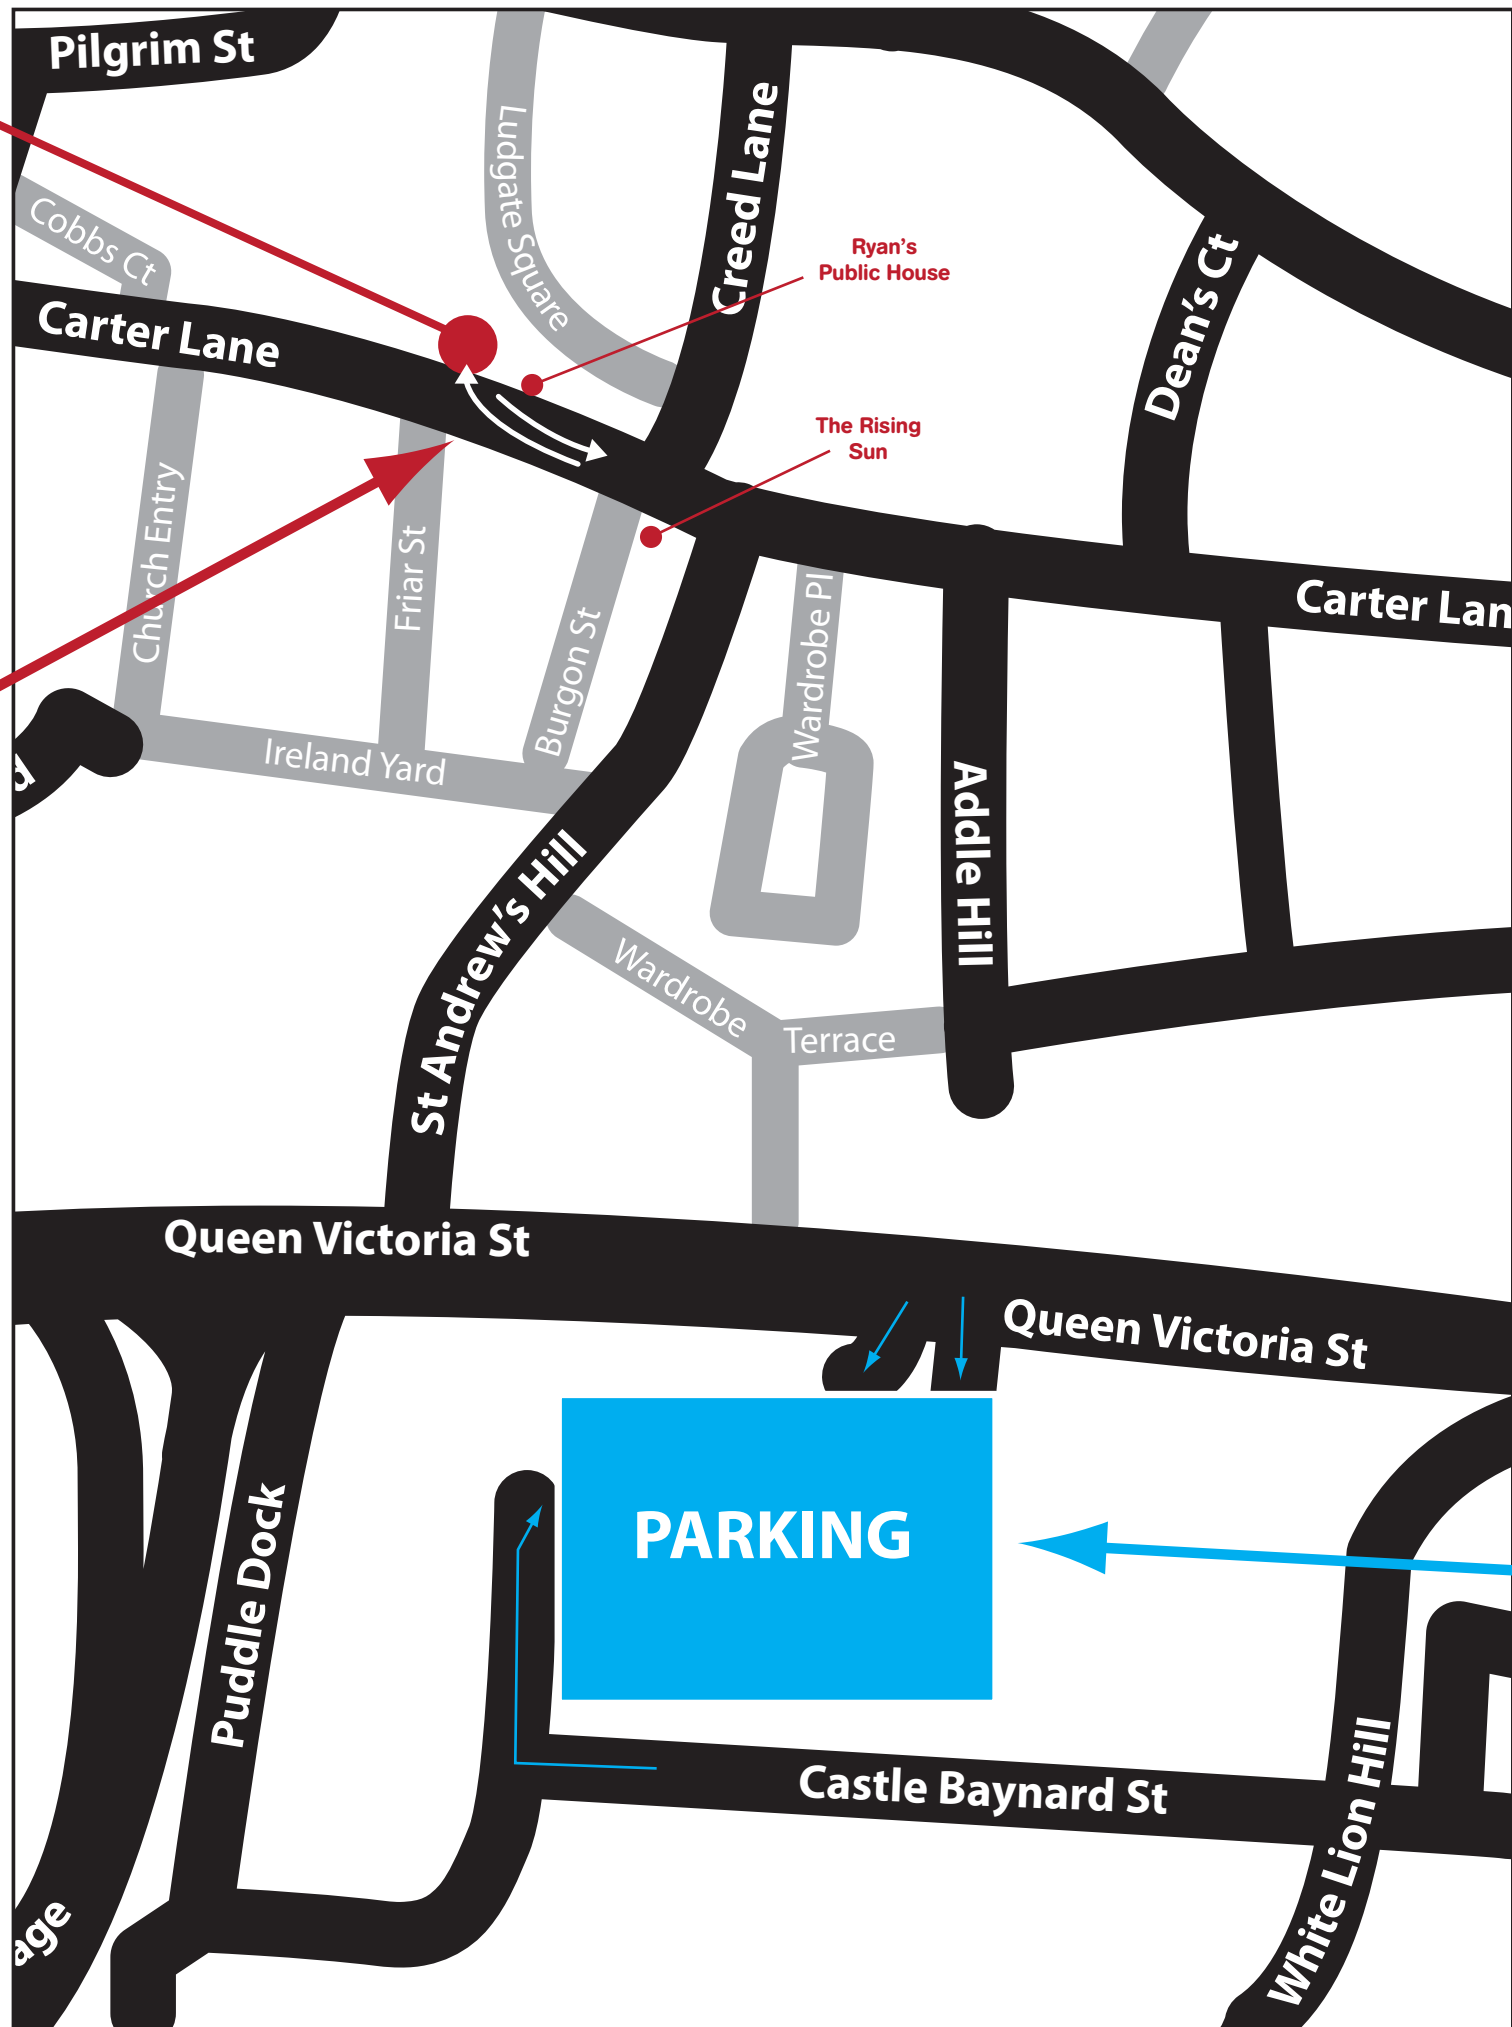 Pilgrim St
Ludgate Square
Creed Lane
Cobbs Ct
Ryan's
Public House
Dean's Ct
Carter Lane
The Rising
Sun
Church Entry
Friar St
Burgon St
Wardrobe Pl
Carter Lan
Ireland Yard
d
Addle Hill
St Andrew's Hill
Wardrobe
Terrace
Queen Victoria St
Queen Victoria St
PARKING
Puddle Dock
Castle Baynard St
White Lion Hill
age